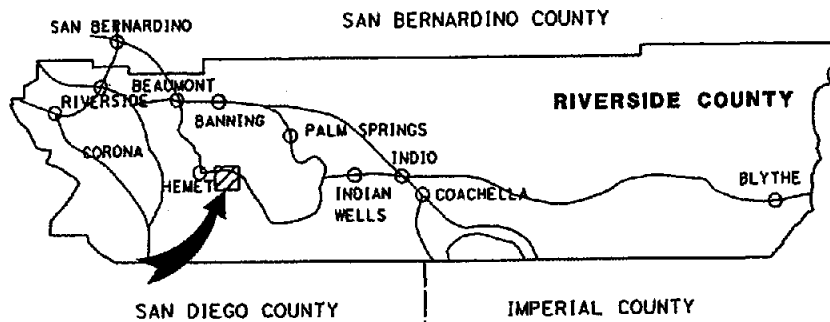 SAN BERNARDINO COUNTY
SAN BERNARDINO
BEAUMONT
RIVERSIDE
BANNING
RIVERSIDE COUNTY
PALM SPRINGS
CORONA
INDIO
HEMET
INDIAN
WELLS
COACHELLA
BLYTHE
SAN DIEGO COUNTY
IMPERIAL COUNTY